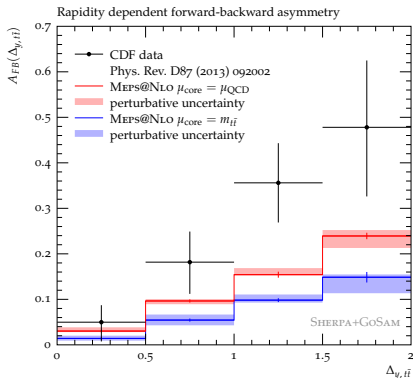 Rapidity dependent forward-backward asymmetry
A_FB(Δ_y,tt̄)
0.7
0.6
0.5
0.4
0.3
0.2
0.1
0
CDF data
Phys. Rev. D87 (2013) 092002
MEPS@NLO μ_core = μ_QCD
perturbative uncertainty
MEPS@NLO μ_core = m_tt̄
perturbative uncertainty
SHERPA+GOSAM
0 0.5 1 1.5 2
Δ_y,tt̄